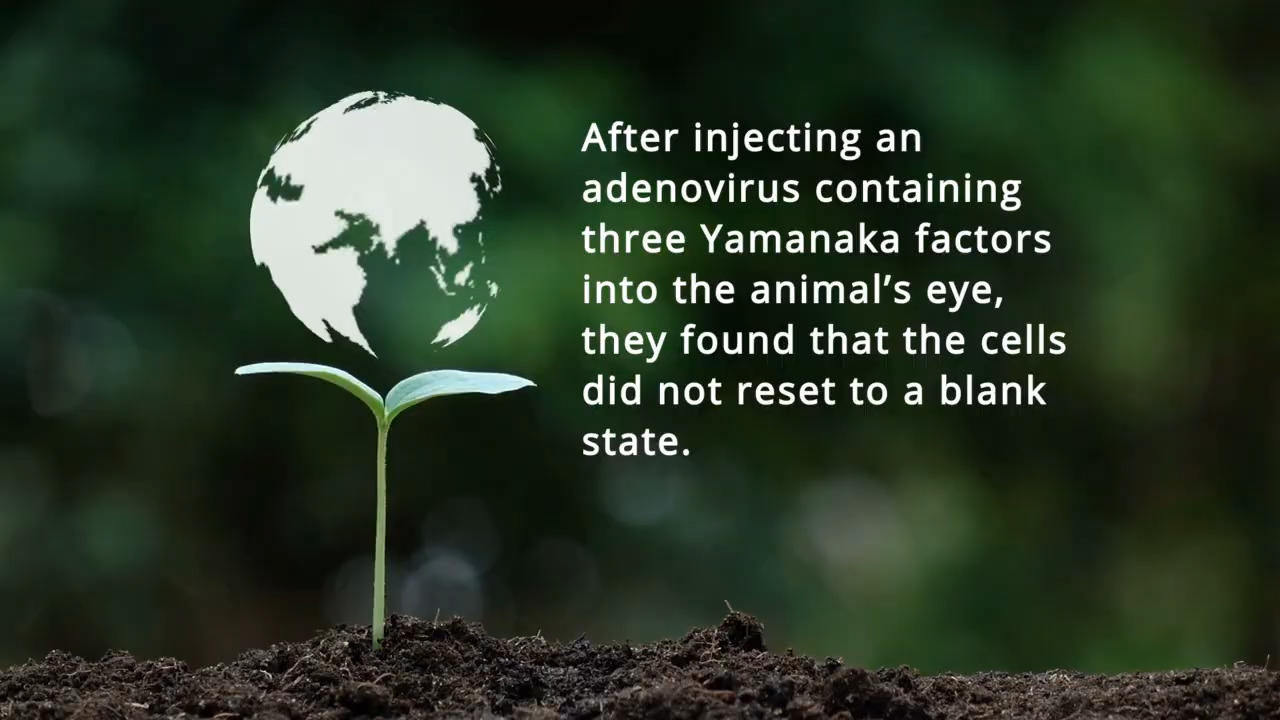 After injecting an
adenovirus containing
three Yamanaka factors
into the animal’s eye,
they found that the cells
did not reset to a blank
state.